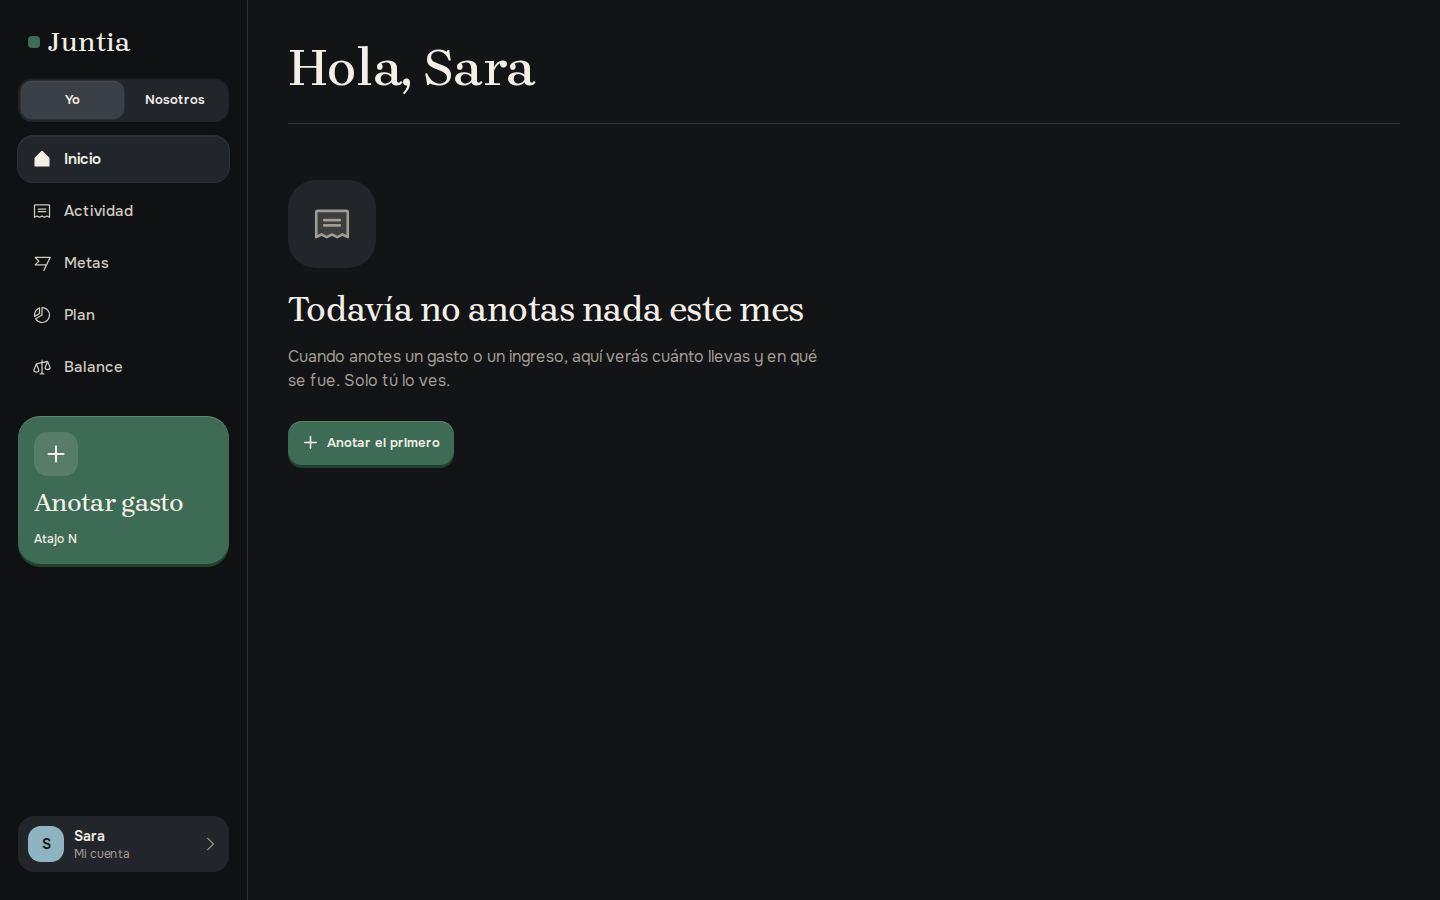 Juntia
Yo
Nosotros
Inicio
Actividad
Metas
Plan
Balance
Anotar gasto
Atajo N
Sara
Mi cuenta
Hola, Sara
Todavía no anotas nada este mes
Cuando anotes un gasto o un ingreso, aquí verás cuánto llevas y en qué
se fue. Solo tú lo ves.
Anotar el primero
S